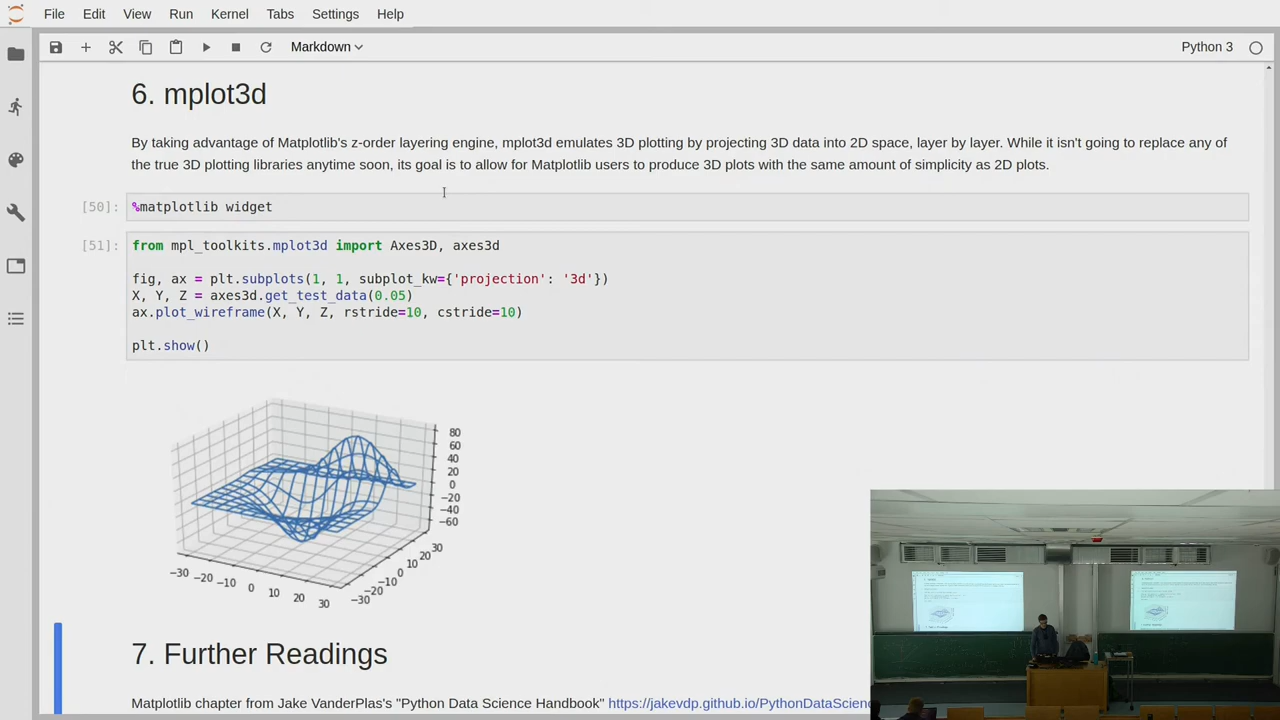 File Edit View Run Kernel Tabs Settings Help
Markdown Python 3
6. mplot3d
By taking advantage of Matplotlib's z-order layering engine, mplot3d emulates 3D plotting by projecting 3D data into 2D space, layer by layer. While it isn't going to replace any of
the true 3D plotting libraries anytime soon, its goal is to allow for Matplotlib users to produce 3D plots with the same amount of simplicity as 2D plots.
[50]: %matplotlib widget
[51]: from mpl_toolkits.mplot3d import Axes3D, axes3d
fig, ax = plt.subplots(1, 1, subplot_kw={'projection': '3d'})
X, Y, Z = axes3d.get_test_data(0.05)
ax.plot_wireframe(X, Y, Z, rstride=10, cstride=10)
plt.show()
80
60
40
20
0
−20
−40
−60
30
20
10
0
−10
−20
−30
−30 −20 −10 0 10 20 30
7. Further Readings
Matplotlib chapter from Jake VanderPlas's "Python Data Science Handbook" https://jakevdp.github.io/PythonDataScienc